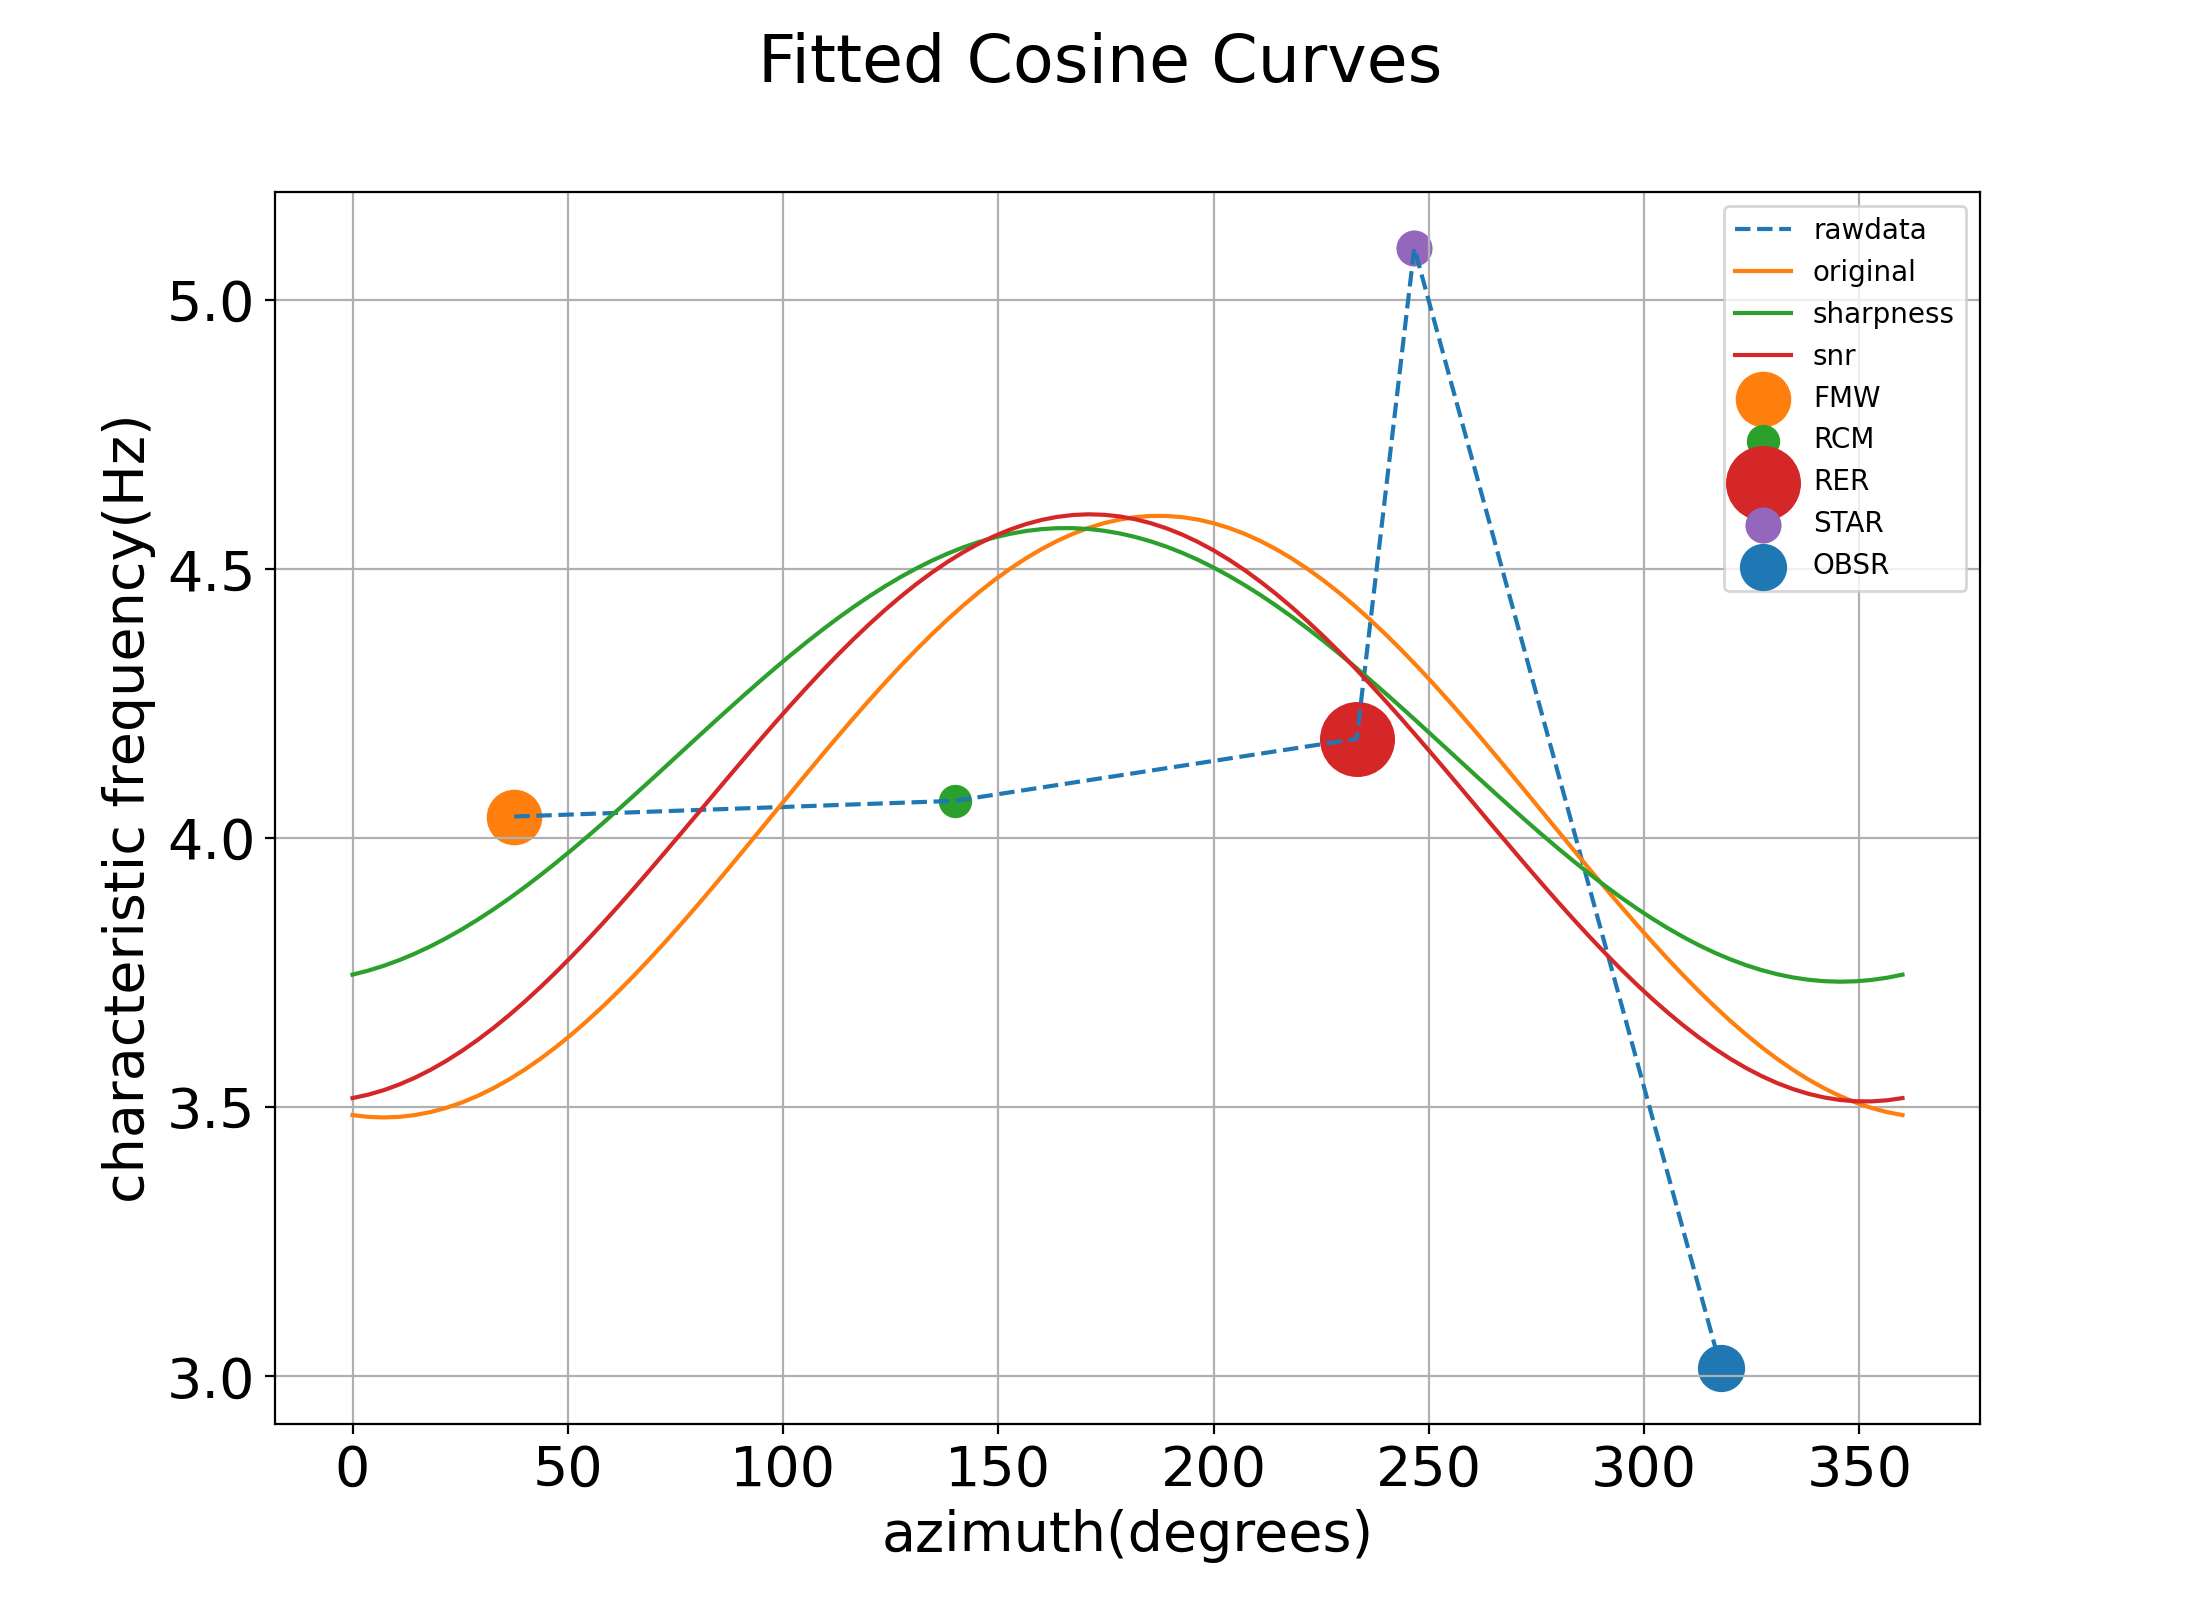 Fitted Cosine Curves
rawdata
original
sharpness
snr
FMW
RCM
RER
STAR
OBSR
characteristic frequency(Hz)
5.0
4.5
4.0
3.5
3.0
0 50 100 150 200 250 300 350
azimuth(degrees)